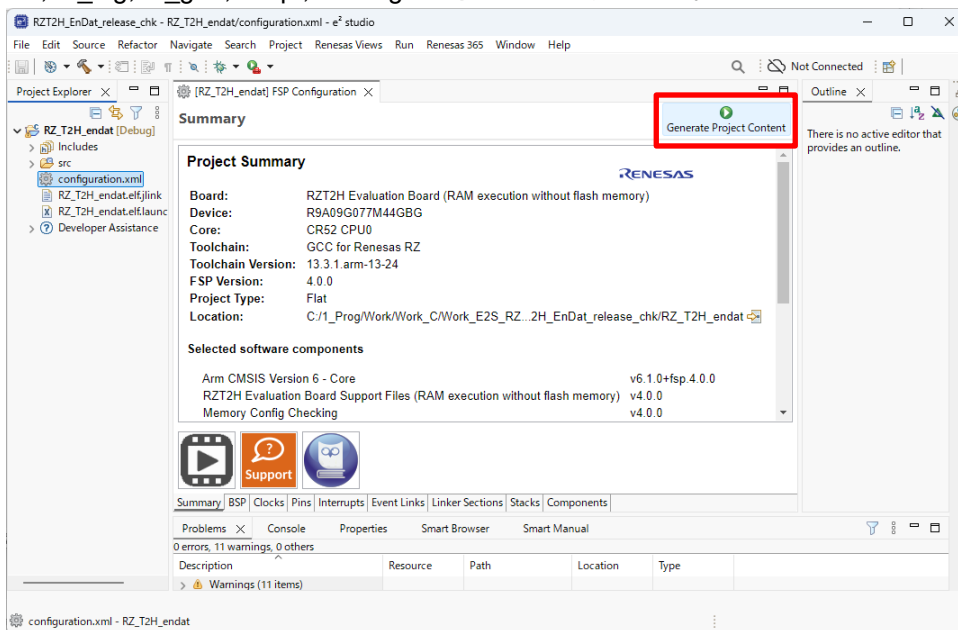 RZT2H_EnDat_release_chk - RZ_T2H_endat/configuration.xml - e² studio
File Edit Source Refactor Navigate Search Project Renesas Views Run Renesas 365 Window Help
Not Connected
Project Explorer
[RZ_T2H_endat] FSP Configuration
Outline
RZ_T2H_endat [Debug]
Includes
src
configuration.xml
RZ_T2H_endat.elf.jlink
RZ_T2H_endat.elf.launc
Developer Assistance
Summary
Generate Project Content
There is no active editor that
provides an outline.
Project Summary
RENESAS
Board: RZT2H Evaluation Board (RAM execution without flash memory)
Device: R9A09G077M44GBG
Core: CR52 CPU0
Toolchain: GCC for Renesas RZ
Toolchain Version: 13.3.1.arm-13-24
FSP Version: 4.0.0
Project Type: Flat
Location: C:/1_Prog/Work/Work_C/Work_E2S_RZ...2H_EnDat_release_chk/RZ_T2H_endat
Selected software components
Arm CMSIS Version 6 - Core v6.1.0+fsp.4.0.0
RZT2H Evaluation Board Support Files (RAM execution without flash memory) v4.0.0
Memory Config Checking v4.0.0
Support
Summary BSP Clocks Pins Interrupts Event Links Linker Sections Stacks Components
Problems Console Properties Smart Browser Smart Manual
0 errors, 11 warnings, 0 others
Description Resource Path Location Type
Warnings (11 items)
configuration.xml - RZ_T2H_endat